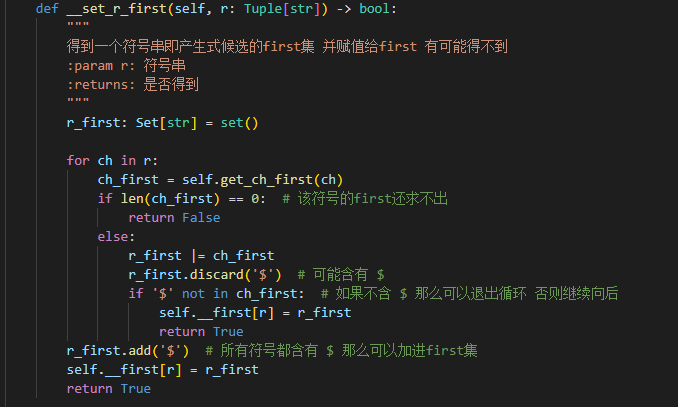 def __set_r_first(self, r: Tuple[str]) -> bool:
    """
    得到一个符号串即产生式候选的first集 并赋值给first 有可能得不到
    :param r: 符号串
    :returns: 是否得到
    """
    r_first: Set[str] = set()

    for ch in r:
        ch_first = self.get_ch_first(ch)
        if len(ch_first) == 0:  # 该符号的first还求不出
            return False
        else:
            r_first |= ch_first
            r_first.discard('$')  # 可能含有 $
            if '$' not in ch_first:  # 如果不含 $ 那么可以退出循环 否则继续向后
                self.__first[r] = r_first
                return True
    r_first.add('$')  # 所有符号都含有 $ 那么可以加进first集
    self.__first[r] = r_first
    return True